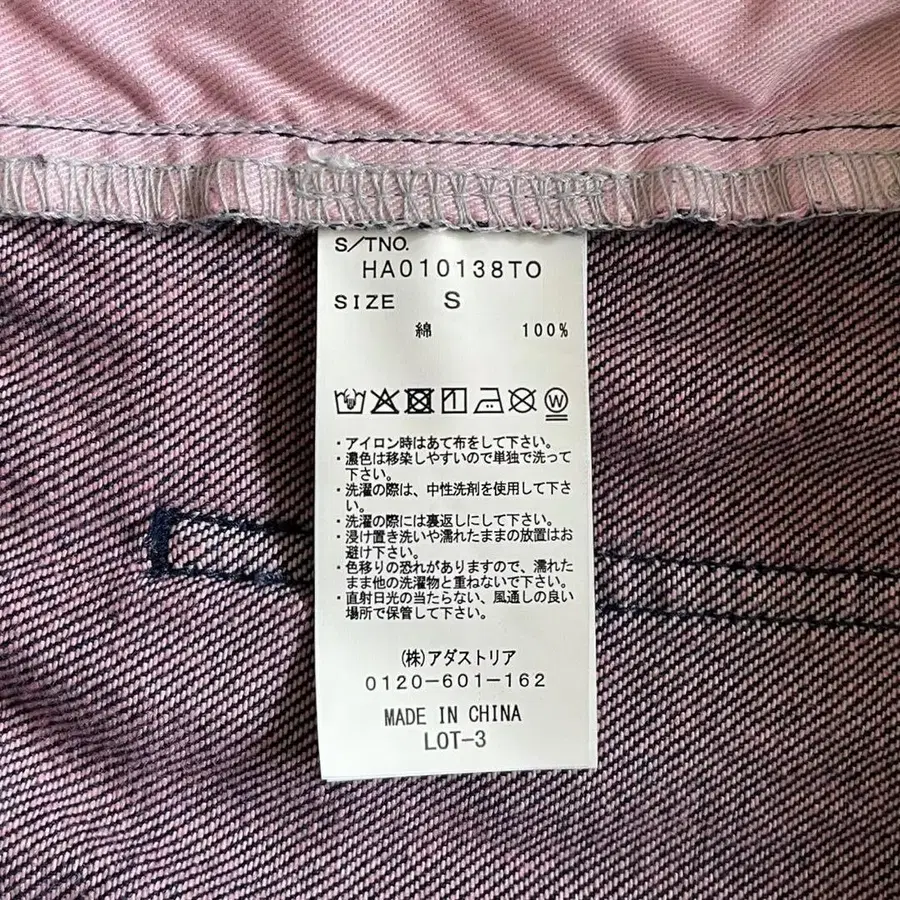 S/TNO.
HA010138TO
SIZE S
綿 100%
W
・アイロン時はあて布をして下さい。
・濃色は移染しやすいので単独で洗って
下さい。
・洗濯の際は、中性洗剤を使用して下さ
い。
・洗濯の際には裏返しにして下さい。
・浸け置き洗いや濡れたままの放置はお
避け下さい。
・色移りの恐れがありますので、濡れた
まま他の洗濯物と重ねないで下さい。
・直射日光の当たらない、風通しの良い
場所で保管して下さい。
(株)アダストリア
0120-601-162
MADE IN CHINA
LOT-3